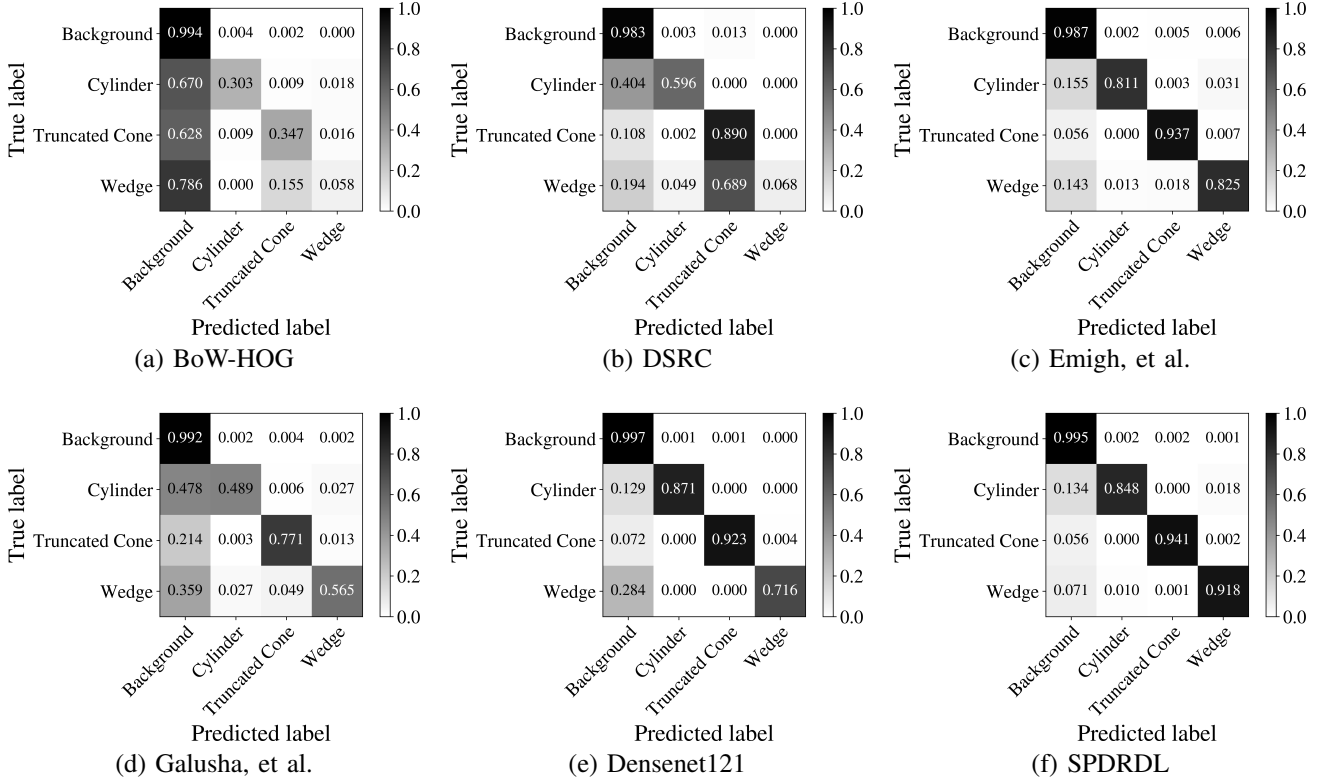 True label
Background 0.994 0.004 0.002 0.000
Cylinder 0.670 0.303 0.009 0.018
Truncated Cone 0.628 0.009 0.347 0.016
Wedge 0.786 0.000 0.155 0.058
Background Cylinder Truncated Cone Wedge
Predicted label
1.0
0.8
0.6
0.4
0.2
0.0
(a) BoW-HOG
True label
Background 0.983 0.003 0.013 0.000
Cylinder 0.404 0.596 0.000 0.000
Truncated Cone 0.108 0.002 0.890 0.000
Wedge 0.194 0.049 0.689 0.068
Background Cylinder Truncated Cone Wedge
Predicted label
1.0
0.8
0.6
0.4
0.2
0.0
(b) DSRC
True label
Background 0.987 0.002 0.005 0.006
Cylinder 0.155 0.811 0.003 0.031
Truncated Cone 0.056 0.000 0.937 0.007
Wedge 0.143 0.013 0.018 0.825
Background Cylinder Truncated Cone Wedge
Predicted label
1.0
0.8
0.6
0.4
0.2
0.0
(c) Emigh, et al.
True label
Background 0.992 0.002 0.004 0.002
Cylinder 0.478 0.489 0.006 0.027
Truncated Cone 0.214 0.003 0.771 0.013
Wedge 0.359 0.027 0.049 0.565
Background Cylinder Truncated Cone Wedge
Predicted label
1.0
0.8
0.6
0.4
0.2
0.0
(d) Galusha, et al.
True label
Background 0.997 0.001 0.001 0.000
Cylinder 0.129 0.871 0.000 0.000
Truncated Cone 0.072 0.000 0.923 0.004
Wedge 0.284 0.000 0.000 0.716
Background Cylinder Truncated Cone Wedge
Predicted label
1.0
0.8
0.6
0.4
0.2
0.0
(e) Densenet121
True label
Background 0.995 0.002 0.002 0.001
Cylinder 0.134 0.848 0.000 0.018
Truncated Cone 0.056 0.000 0.941 0.002
Wedge 0.071 0.010 0.001 0.918
Background Cylinder Truncated Cone Wedge
Predicted label
1.0
0.8
0.6
0.4
0.2
0.0
(f) SPDRDL